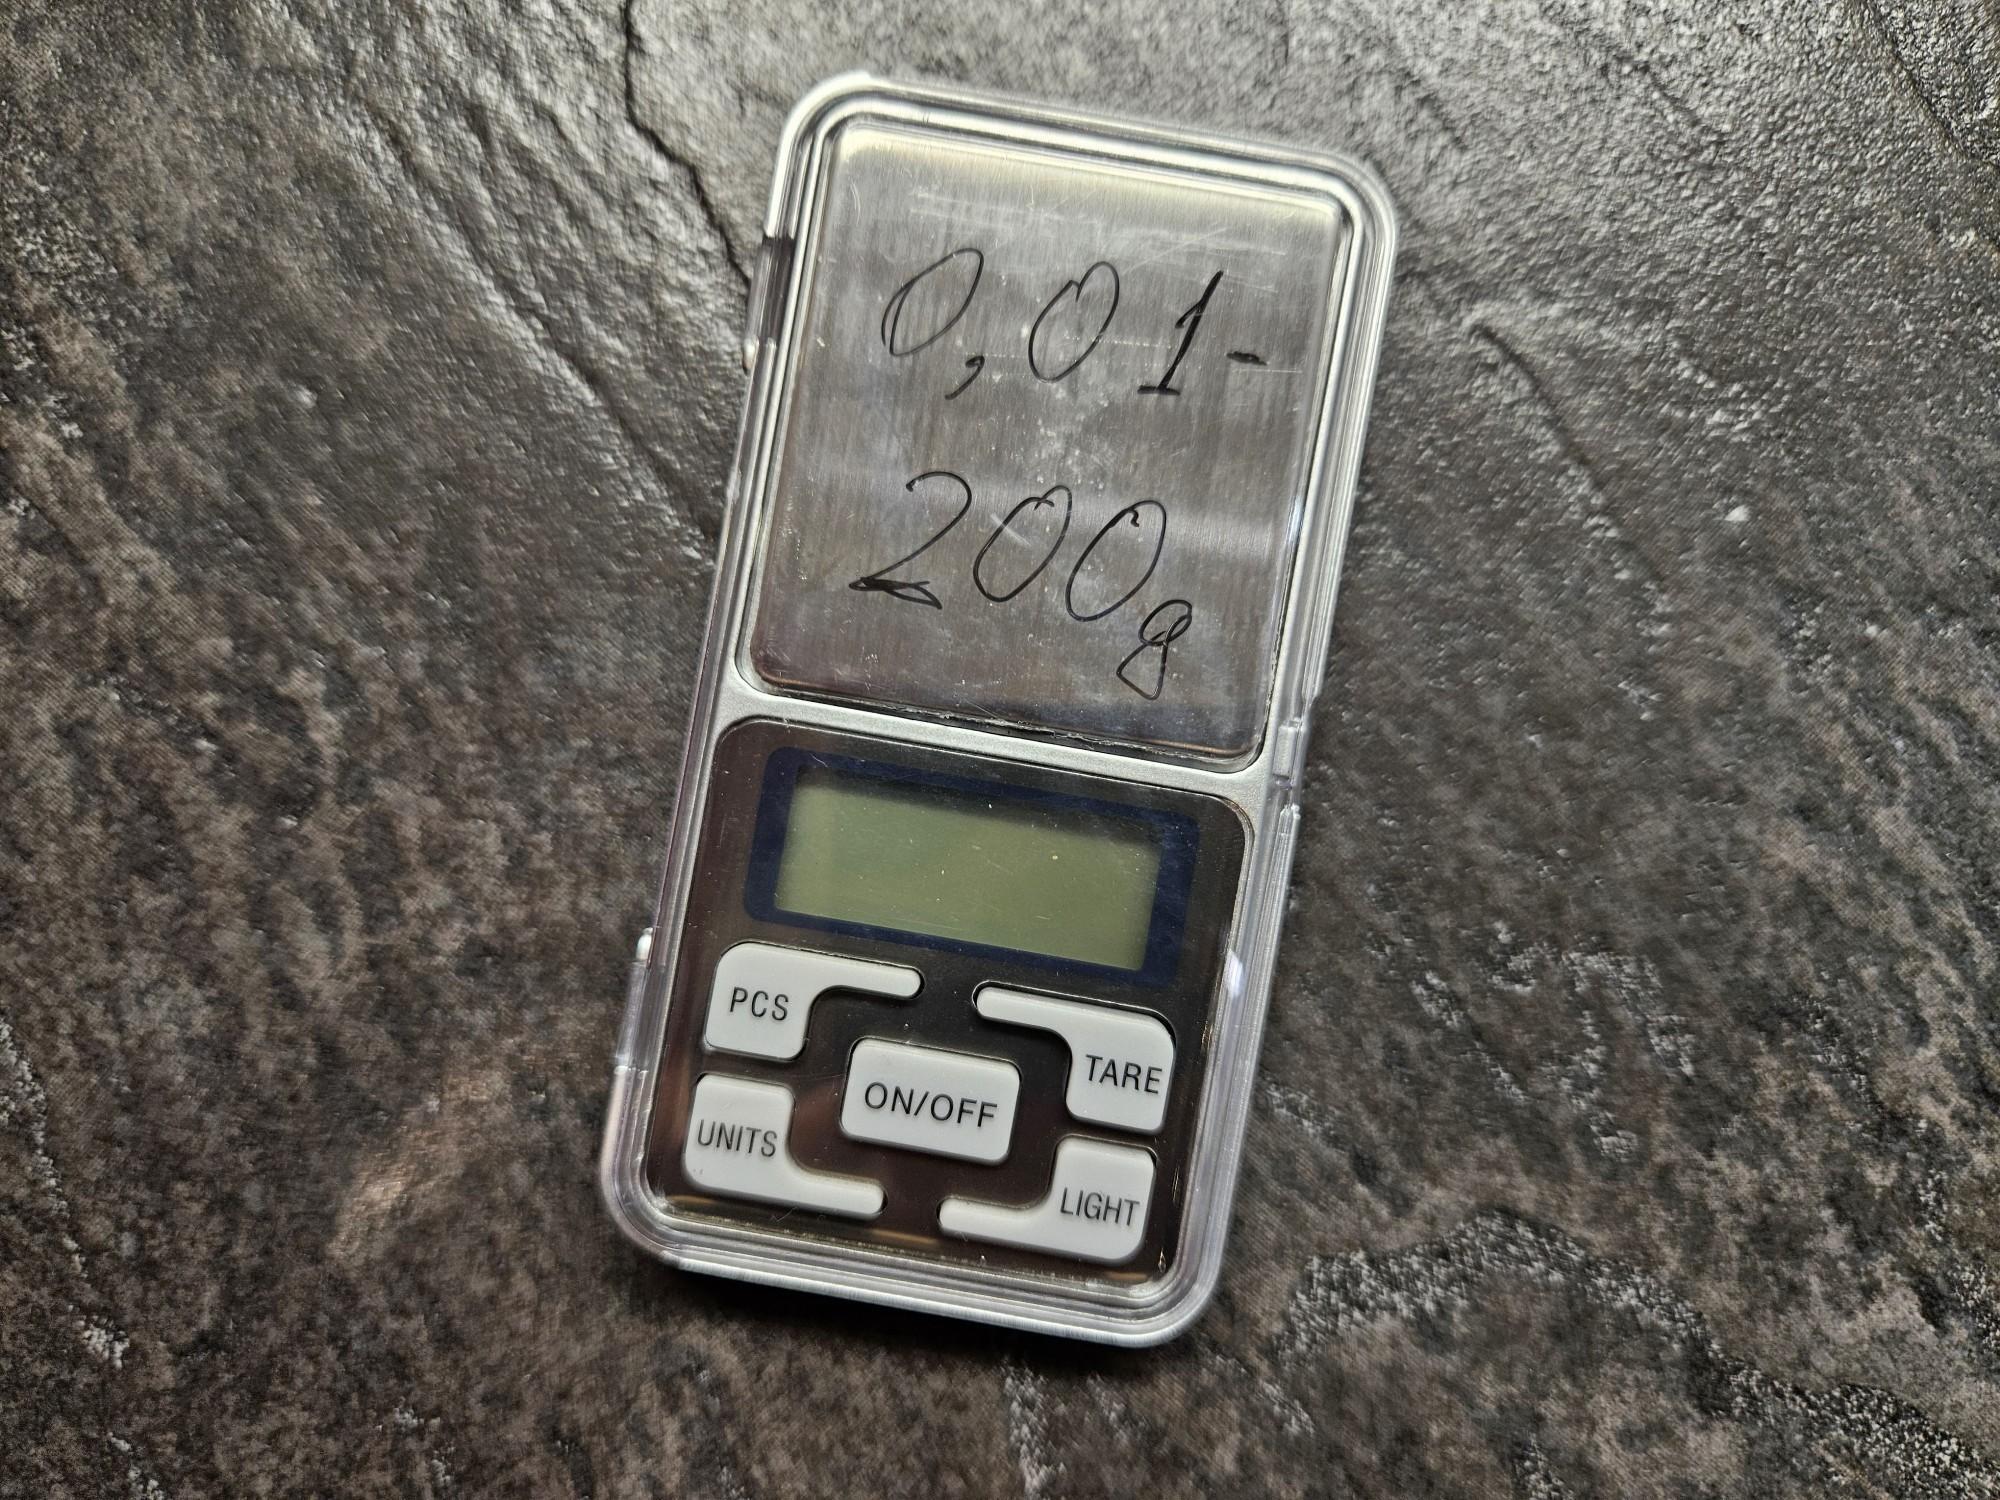 0,01-
200g
PCS
TARE
ON/OFF
UNITS
LIGHT